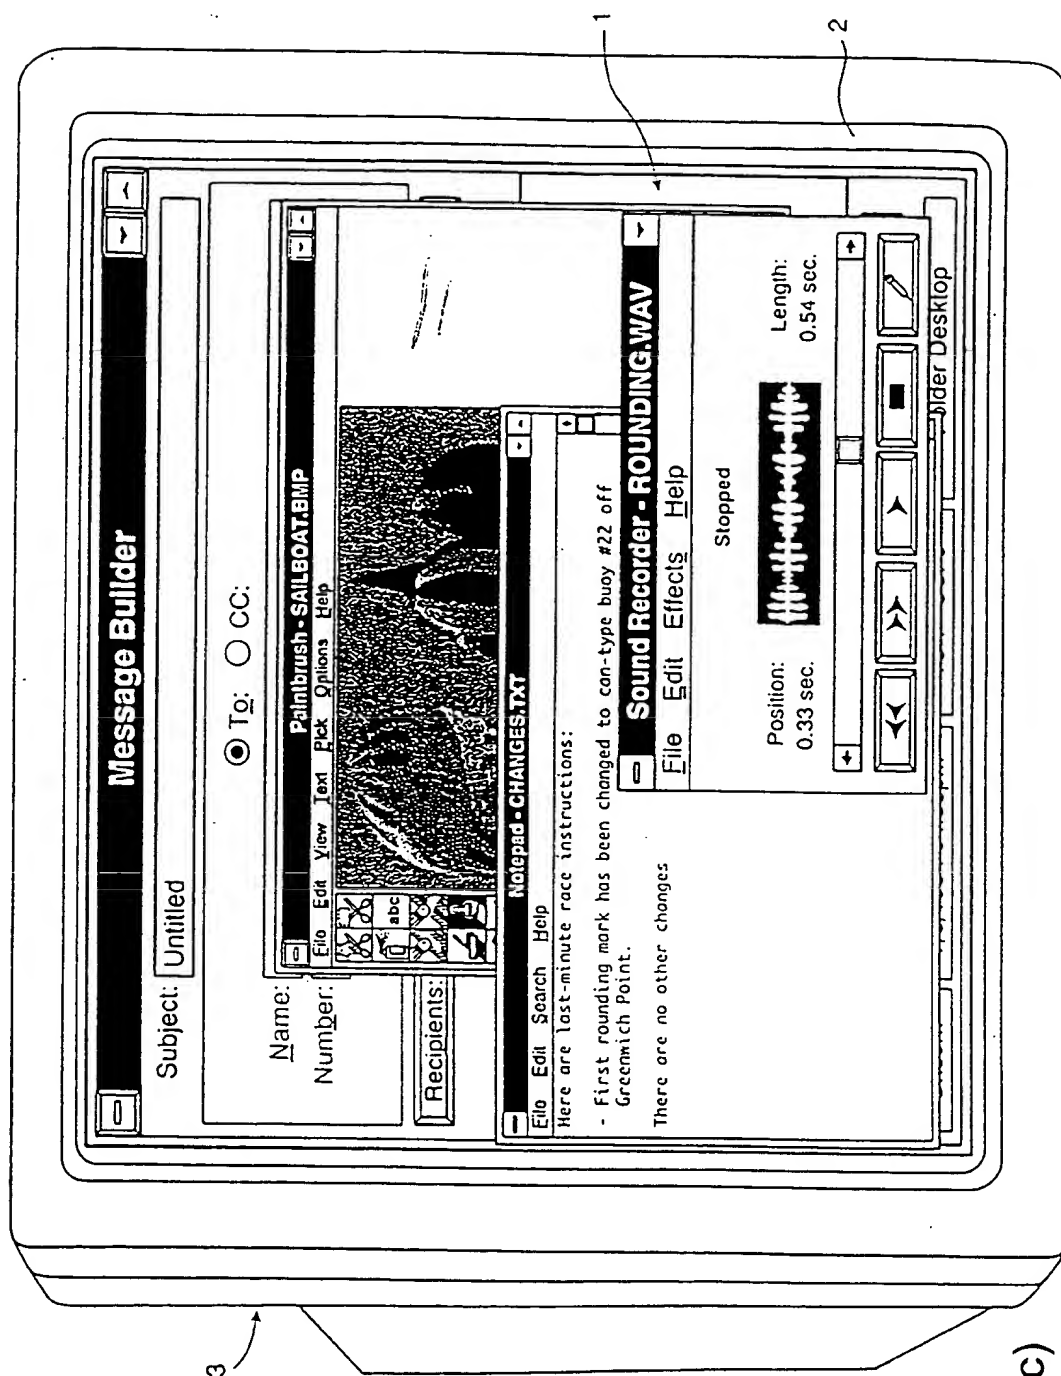 Message Builder
Subject: Untitled
To: CC:
Name:
Number:
Recipients:
Paintbrush - SAILBOAT.BMP
File Edit View Text Pick Options Help
abc
Notepad - CHANGES.TXT
File Edit Search Help
Here are last-minute race instructions:
- First rounding mark has been changed to can-type buoy #22 off
Greenwich Point.
There are no other changes
Sound Recorder - ROUNDING.WAV
File Edit Effects Help
Stopped
Position: Length:
0.33 sec. 0.54 sec.
older Desktop
1
2
3
C)